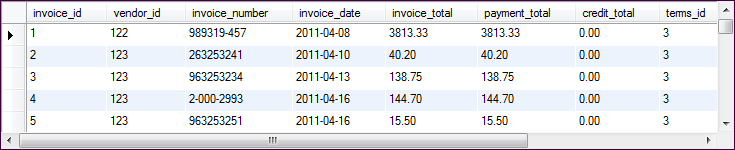 invoice_id vendor_id invoice_number invoice_date invoice_total payment_total credit_total terms_id
1 122 989319-457 2011-04-08 3813.33 3813.33 0.00 3
2 123 263253241 2011-04-10 40.20 40.20 0.00 3
3 123 963253234 2011-04-13 138.75 138.75 0.00 3
4 123 2-000-2993 2011-04-16 144.70 144.70 0.00 3
5 123 963253251 2011-04-16 15.50 15.50 0.00 3